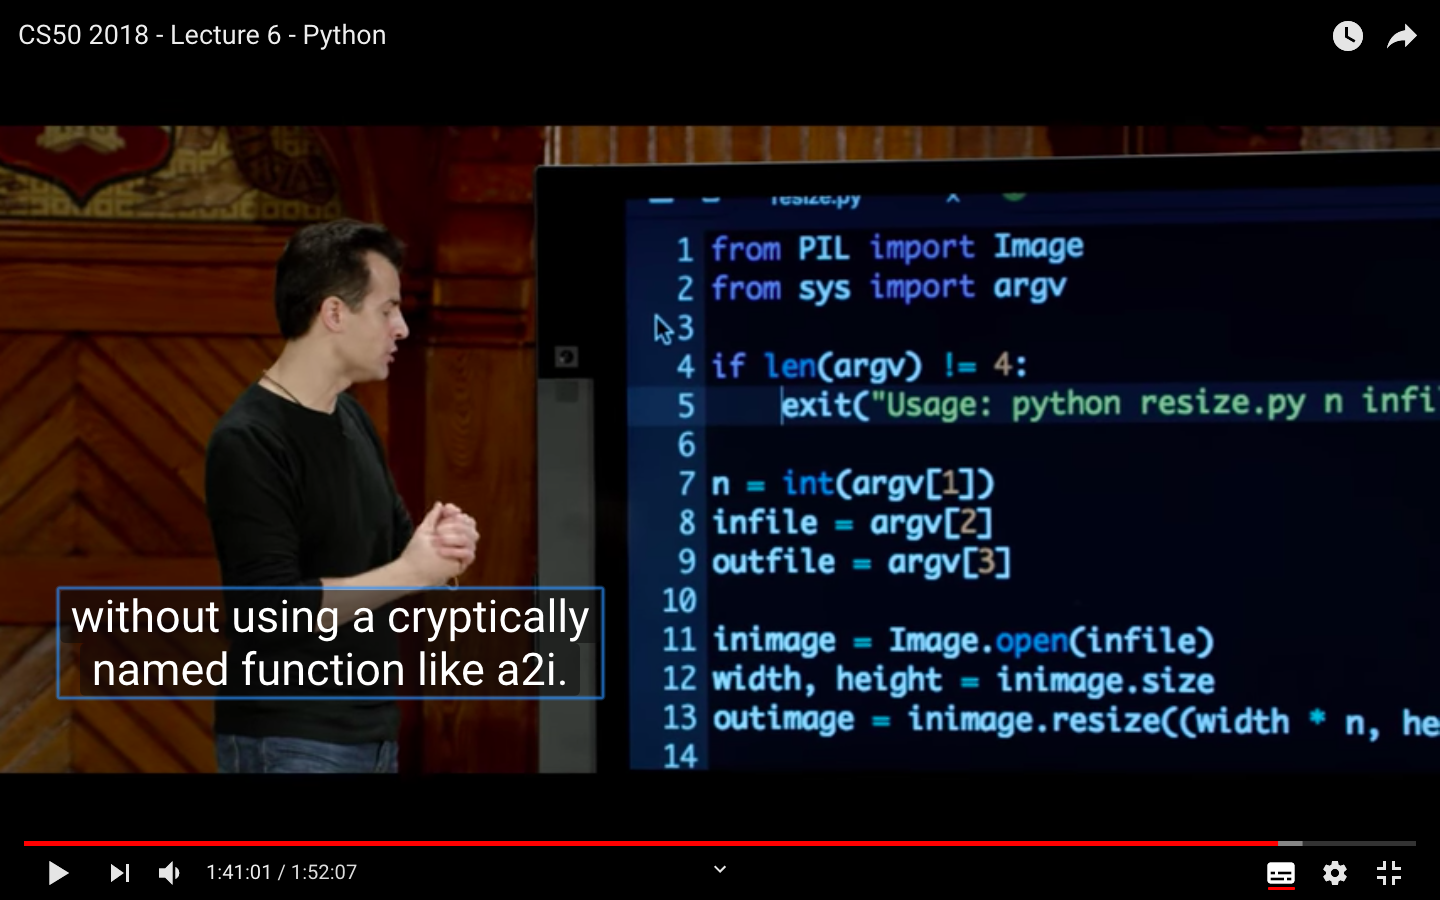 CS50 2018 - Lecture 6 - Python
resize.py
1 from PIL import Image
2 from sys import argv
3
4 if len(argv) != 4:
5 exit("Usage: python resize.py n infi
6
7 n = int(argv[1])
8 infile = argv[2]
9 outfile = argv[3]
10
11 inimage = Image.open(infile)
12 width, height = inimage.size
13 outimage = inimage.resize((width * n, he
14
without using a cryptically
named function like a2i.
1:41:01 / 1:52:07